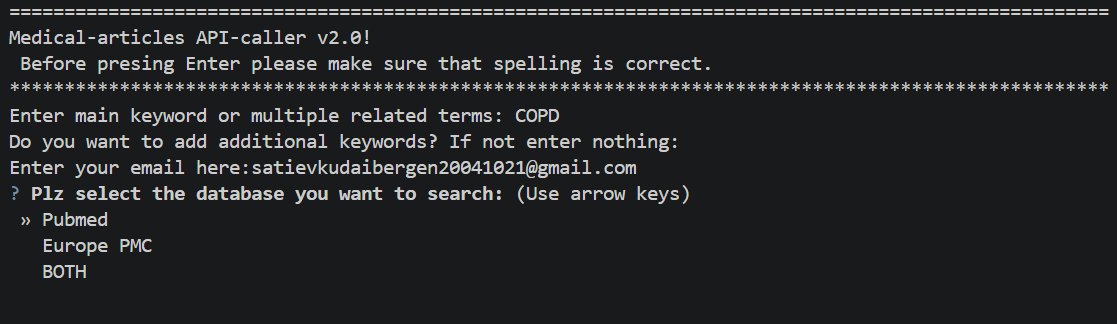 ====================================================================================================
Medical-articles API-caller v2.0!
Before presing Enter please make sure that spelling is correct.
****************************************************************************************************
Enter main keyword or multiple related terms: COPD
Do you want to add additional keywords? If not enter nothing:
Enter your email here:satievkudaibergen20041021@gmail.com
? Plz select the database you want to search: (Use arrow keys)
» Pubmed
Europe PMC
BOTH